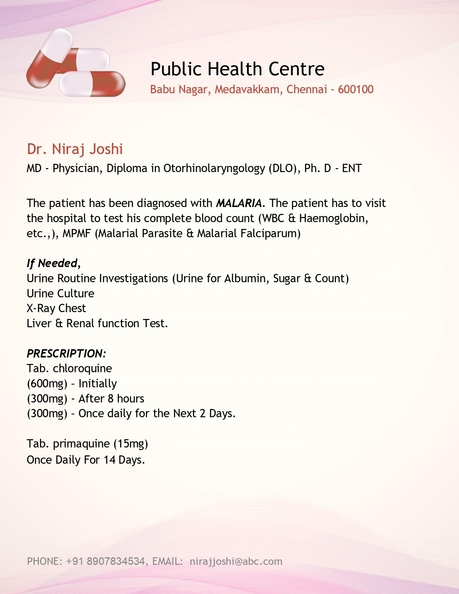 Public Health Centre
Babu Nagar, Medavakkam, Chennai - 600100
Dr. Niraj Joshi
MD - Physician, Diploma in Otorhinolaryngology (DLO), Ph. D - ENT
The patient has been diagnosed with MALARIA. The patient has to visit
the hospital to test his complete blood count (WBC & Haemoglobin,
etc.,), MPMF (Malarial Parasite & Malarial Falciparum)
If Needed,
Urine Routine Investigations (Urine for Albumin, Sugar & Count)
Urine Culture
X-Ray Chest
Liver & Renal function Test.
PRESCRIPTION:
Tab. chloroquine
(600mg) - Initially
(300mg) - After 8 hours
(300mg) - Once daily for the Next 2 Days.
Tab. primaquine (15mg)
Once Daily For 14 Days.
PHONE: +91 8907834534, EMAIL: nirajjoshi@abc.com